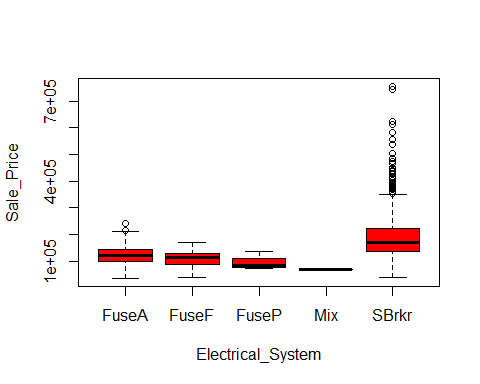 Sale_Price
7e+05
4e+05
1e+05
FuseA FuseF FuseP Mix SBrkr
Electrical_System